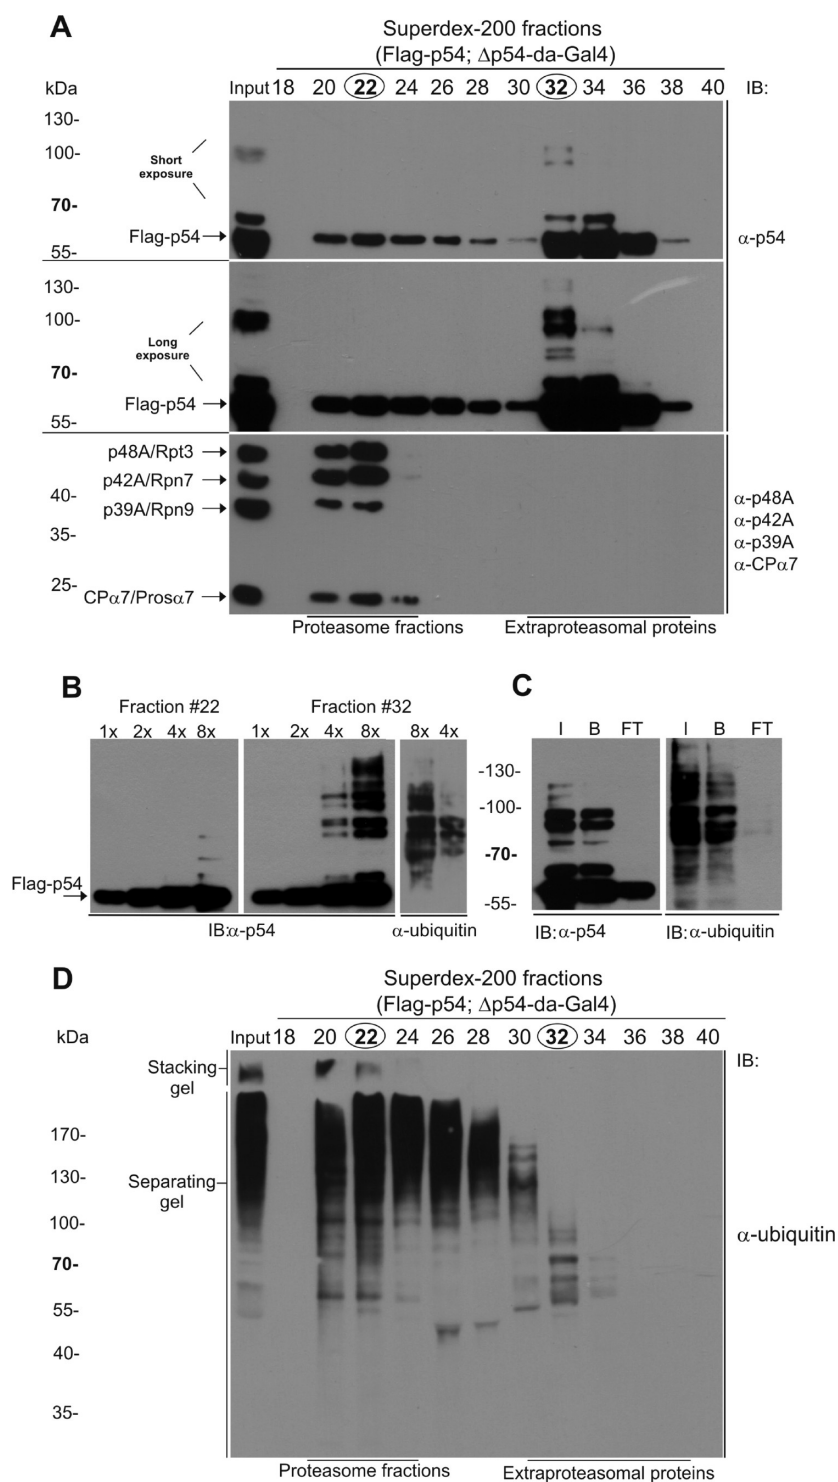 A
Superdex-200 fractions
(Flag-p54; Δp54-da-Gal4)
kDa Input 18 20 22 24 26 28 30 32 34 36 38 40 IB:
130-
100-
Short
exposure
70-
Flag-p54
55-
α-p54
130-
100-
Long
exposure
70-
Flag-p54
55-
p48A/Rpt3
p42A/Rpn7
40-
p39A/Rpn9
35-
25-
CPα7/Prosα7
α-p48A
α-p42A
α-p39A
α-CPα7
Proteasome fractions Extraproteasomal proteins
B
Fraction #22 Fraction #32
1x 2x 4x 8x 1x 2x 4x 8x 8x 4x
Flag-p54
IB:α-p54 α-ubiquitin
C
I B FT I B FT
-130-
-100-
-70-
-55-
IB:α-p54 IB:α-ubiquitin
D
Superdex-200 fractions
(Flag-p54; Δp54-da-Gal4)
kDa Input 18 20 22 24 26 28 30 32 34 36 38 40
IB:
Stacking
gel
170-
130-
Separating
gel
100-
α-ubiquitin
70-
55-
40-
35-
Proteasome fractions Extraproteasomal proteins